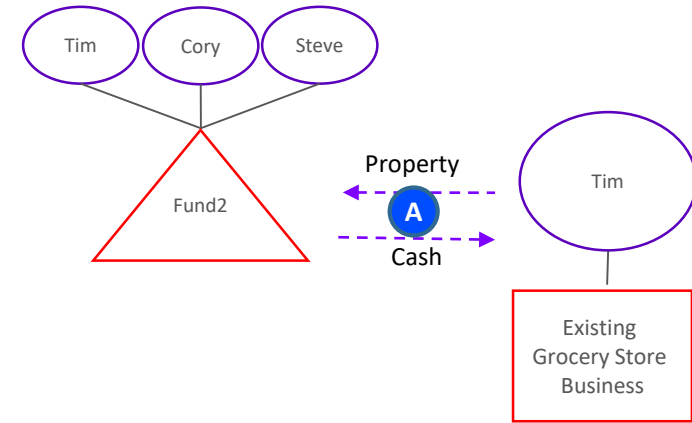 Tim
Cory
Steve
Fund2
Property
A
Cash
Tim
Existing
Grocery Store
Business